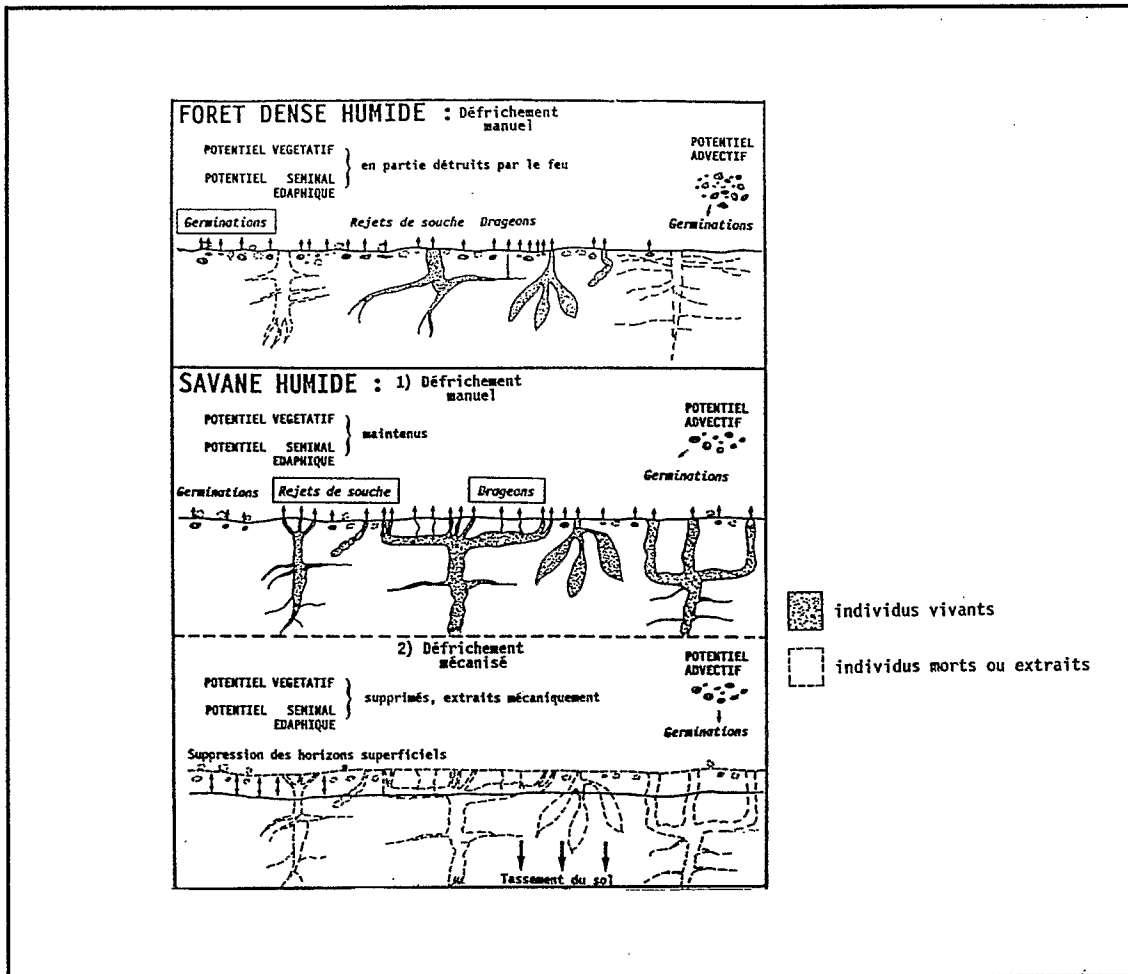 FORET DENSE HUMIDE : Défrichement
manuel
POTENTIEL VEGETATIF
POTENTIEL SEMINAL
EDAPHIQUE
en partie détruits par le feu
POTENTIEL
ADVECTIF
Germinations
Germinations
Rejets de souche
Drageons
SAVANE HUMIDE : 1) Défrichement
manuel
POTENTIEL VEGETATIF
POTENTIEL SEMINAL
EDAPHIQUE
maintenus
POTENTIEL
ADVECTIF
Germinations
Germinations
Rejets de souche
Drageons
2) Défrichement
mécanisé
POTENTIEL VEGETATIF
POTENTIEL SEMINAL
EDAPHIQUE
supprimés, extraits mécaniquement
POTENTIEL
ADVECTIF
Germinations
Suppression des horizons superficiels
Tassement du sol
individus vivants
individus morts ou extraits